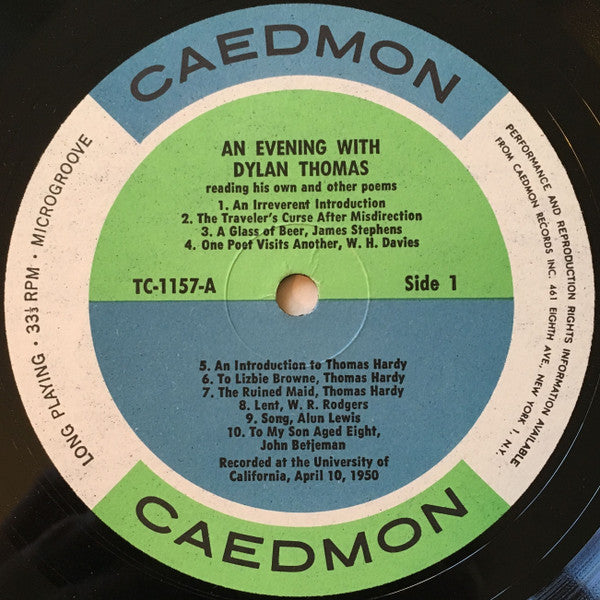 CAEDMON
AN EVENING WITH
DYLAN THOMAS
reading his own and other poems
1. An Irreverent Introduction
2. The Traveler's Curse After Misdirection
3. A Glass of Beer, James Stephens
4. One Poet Visits Another, W. H. Davies
TC-1157-A
Side 1
5. An Introduction to Thomas Hardy
6. To Lizbie Browne, Thomas Hardy
7. The Ruined Maid, Thomas Hardy
8. Lent, W. R. Rodgers
9. Song, Alun Lewis
10. To My Son Aged Eight,
John Betjeman
Recorded at the University of
California, April 10, 1950
LONG PLAYING • 33⅓ RPM • MICROGROOVE
PERFORMANCE AND REPRODUCTION RIGHTS INFORMATION AVAILABLE
FROM CAEDMON RECORDS INC. 461 EIGHTH AVE, NEW YORK 1, N.Y.
CAEDMON